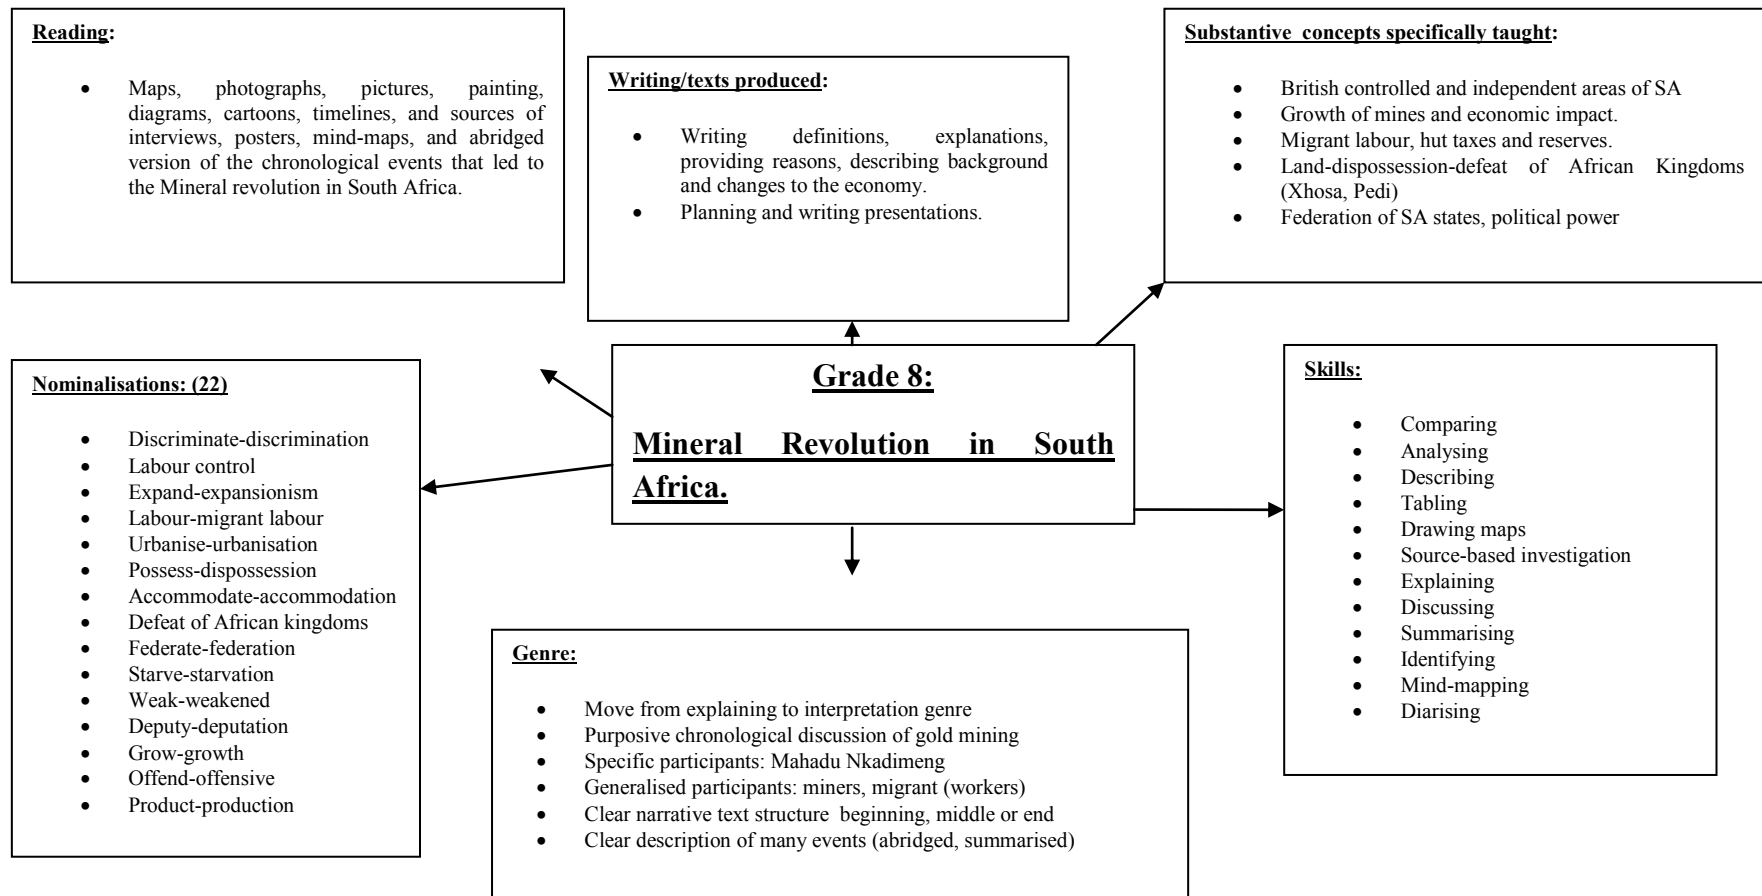 Reading:
• Maps, photographs, pictures, painting,
diagrams, cartoons, timelines, and sources of
interviews, posters, mind-maps, and abridged
version of the chronological events that led to
the Mineral revolution in South Africa.
Writing/texts produced:
• Writing definitions, explanations,
providing reasons, describing background
and changes to the economy.
• Planning and writing presentations.
Substantive concepts specifically taught:
• British controlled and independent areas of SA
• Growth of mines and economic impact.
• Migrant labour, hut taxes and reserves.
• Land-dispossession-defeat of African Kingdoms
(Xhosa, Pedi)
• Federation of SA states, political power
Grade 8:
Mineral Revolution in South
Africa.
Nominalisations: (22)
• Discriminate-discrimination
• Labour control
• Expand-expansionism
• Labour-migrant labour
• Urbanise-urbanisation
• Possess-dispossession
• Accommodate-accommodation
• Defeat of African kingdoms
• Federate-federation
• Starve-starvation
• Weak-weakened
• Deputy-deputation
• Grow-growth
• Offend-offensive
• Product-production
Skills:
• Comparing
• Analysing
• Describing
• Tabling
• Drawing maps
• Source-based investigation
• Explaining
• Discussing
• Summarising
• Identifying
• Mind-mapping
• Diarising
Genre:
• Move from explaining to interpretation genre
• Purposive chronological discussion of gold mining
• Specific participants: Mahadu Nkadimeng
• Generalised participants: miners, migrant (workers)
• Clear narrative text structure beginning, middle or end
• Clear description of many events (abridged, summarised)